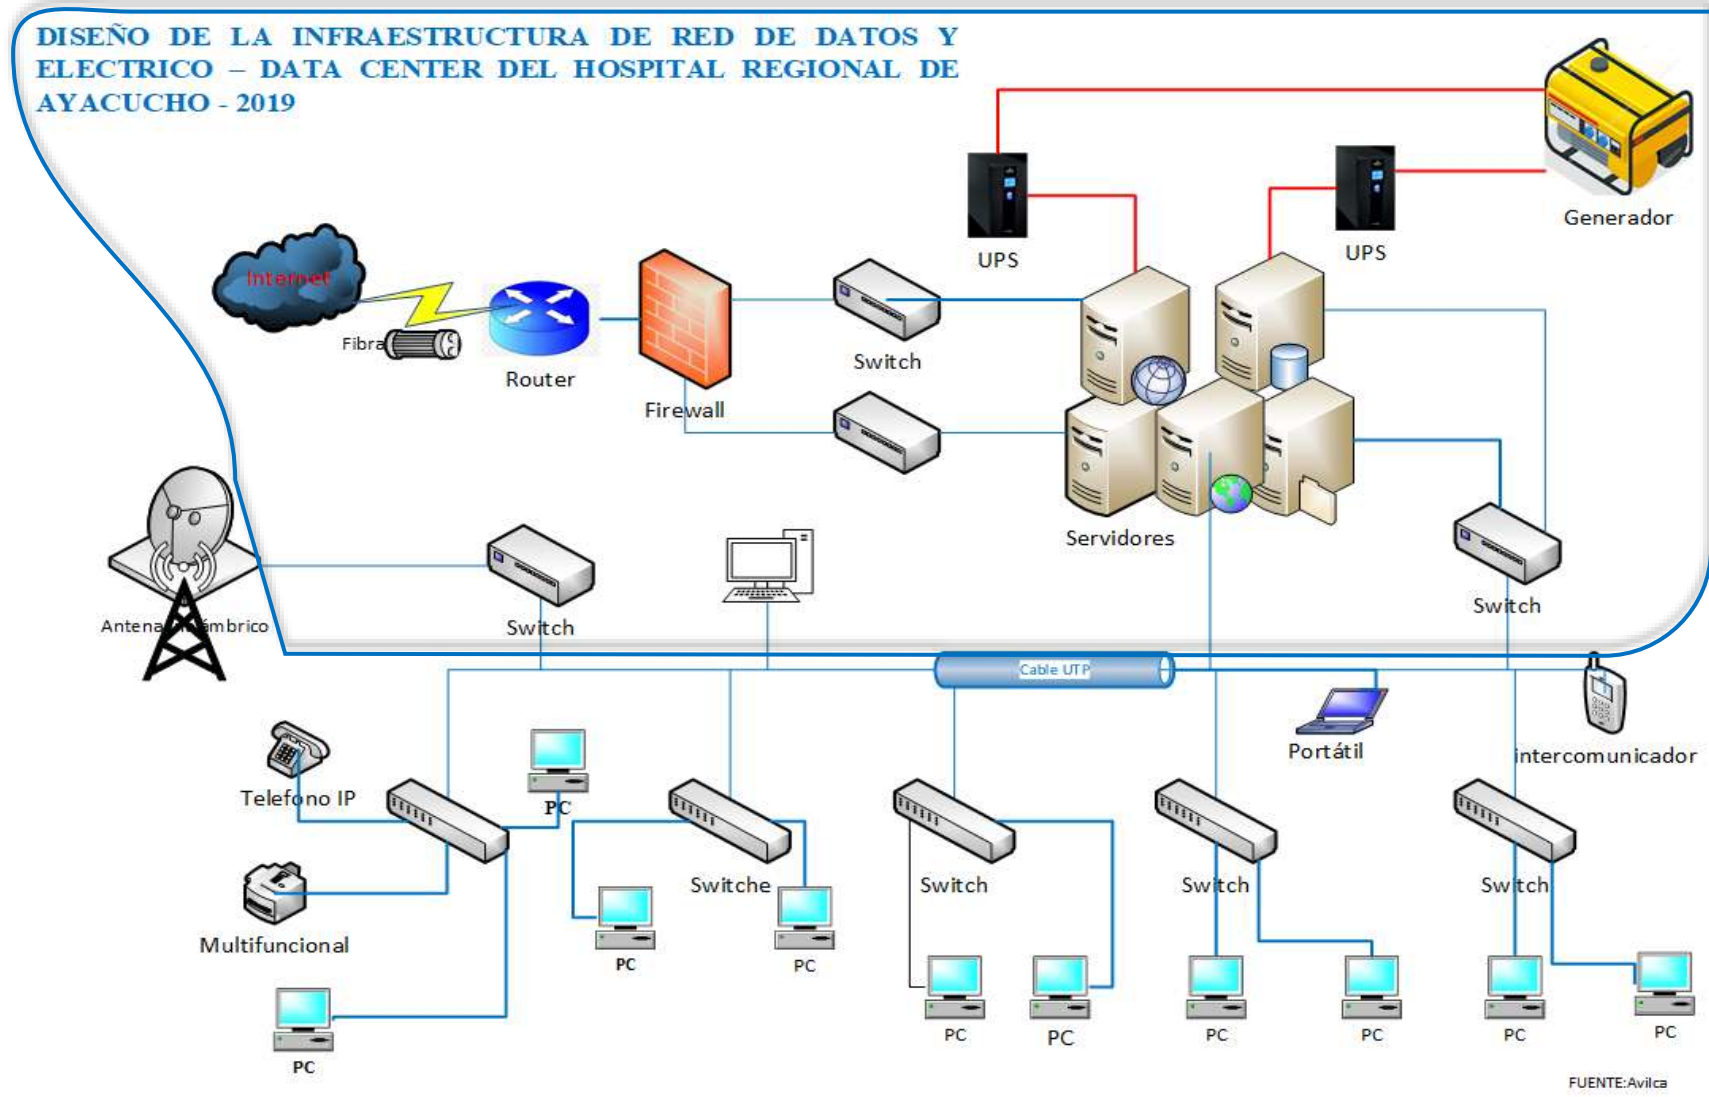 DISEÑO DE LA INFRAESTRUCTURA DE RED DE DATOS Y
ELECTRICO – DATA CENTER DEL HOSPITAL REGIONAL DE
AYACUCHO - 2019
Generador
UPS
UPS
Internet
Fibra
Router
Firewall
Switch
Servidores
Switch
Switch
Antena
Cable UTP
Portátil
intercomunicador
Telefono IP
PC
Switche
Switch
Switch
Switch
Multifuncional
PC
PC
PC
PC
PC
PC
PC
PC
PC
FUENTE:Avilca